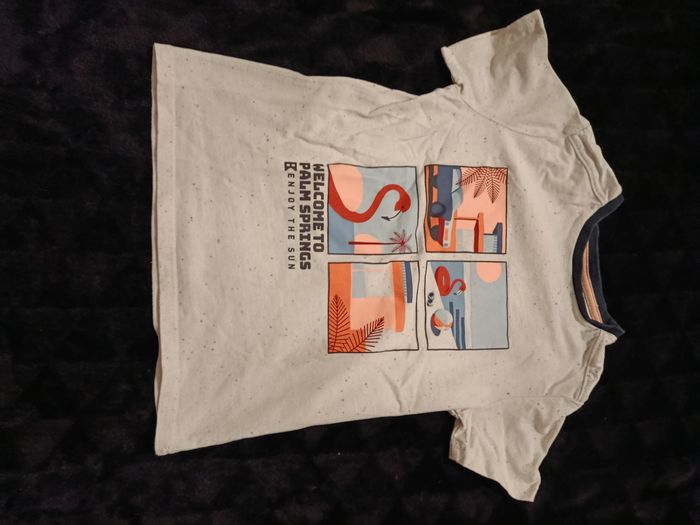 WELCOME TO
PALM SPRINGS
ENJOY THE SUN